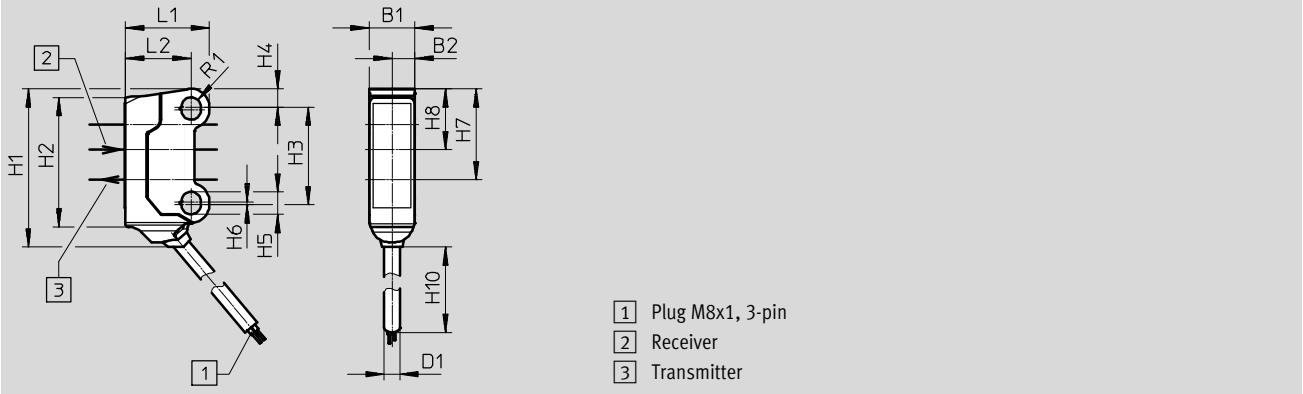 L1
B1
L2
B2
2
R1
H4
H1
H2
H3
H8
H7
H6
H5
3
H10
1
D1
1 Plug M8x1, 3-pin
2 Receiver
3 Transmitter